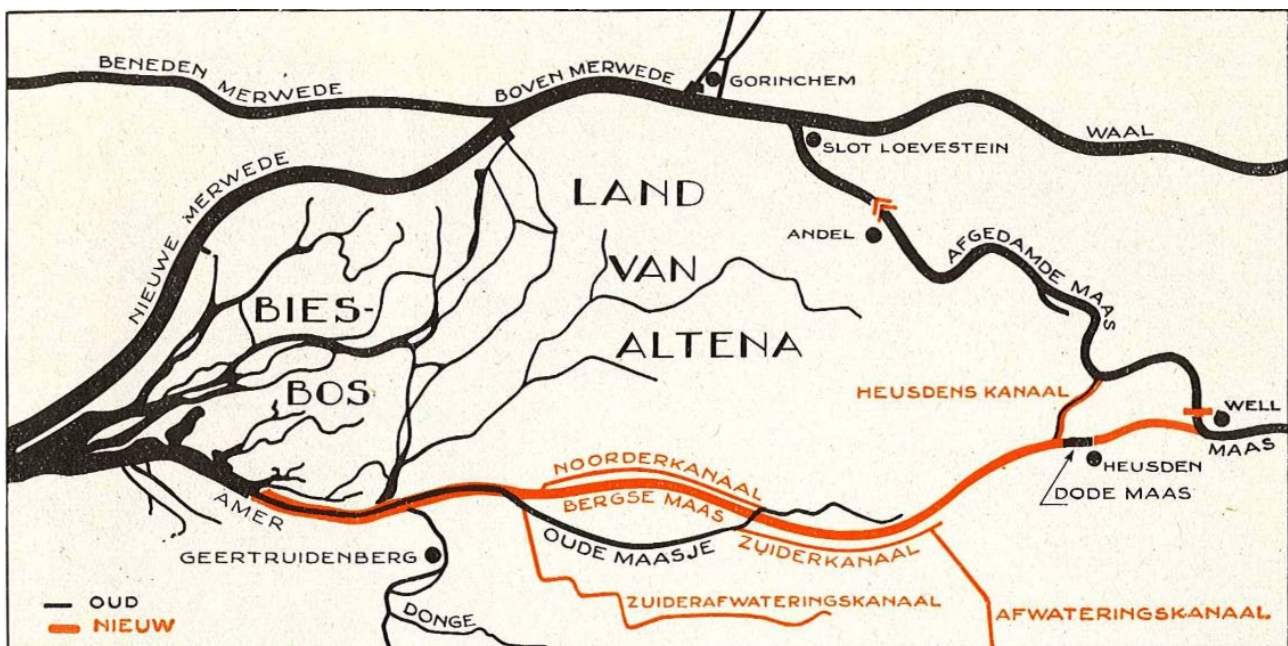 BENEDEN MERWEDE
BOVEN MERWEDE
GORINCHEM
WAAL
SLOT LOEVESTEIN
NIEUWE MERWEDE
LAND
VAN
ALTENA
ANDEL
AFGEDAMDE MAAS
BIES-
BOS
HEUSDENS KANAAL
WELL
MAAS
HEUSDEN
DODE MAAS
NOORDERKANAAL
BERGSE MAAS
AMER
OUDE MAASJE
ZUIDERKANAAL
GEERTRUIDENBERG
ZUIDERAFWATERINGSKANAAL
AFWATERINGSKANAAL
DONGE
OUD
NIEUW